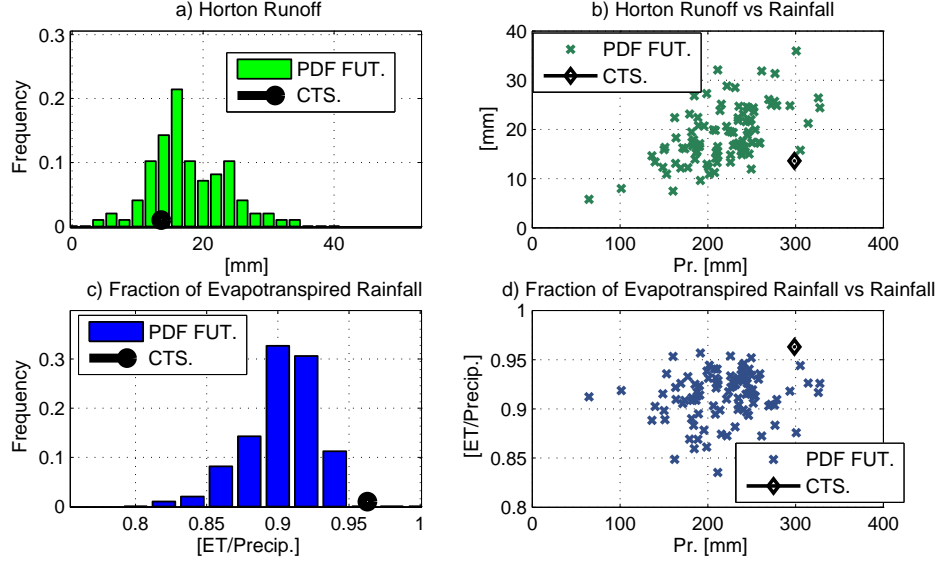 a) Horton Runoff
0.3
0.2
0.1
0
Frequency
PDF FUT.
CTS.
0
20
40
[mm]
b) Horton Runoff vs Rainfall
40
30
20
10
0
[mm]
PDF FUT.
CTS.
0
100
200
300
400
Pr. [mm]
c) Fraction of Evapotranspired Rainfall
0.3
0.2
0.1
0
Frequency
PDF FUT.
CTS.
0.8
0.85
0.9
0.95
1
[ET/Precip.]
d) Fraction of Evapotranspired Rainfall vs Rainfall
1
0.95
0.9
0.85
0.8
[ET/Precip.]
PDF FUT.
CTS.
0
100
200
300
400
Pr. [mm]